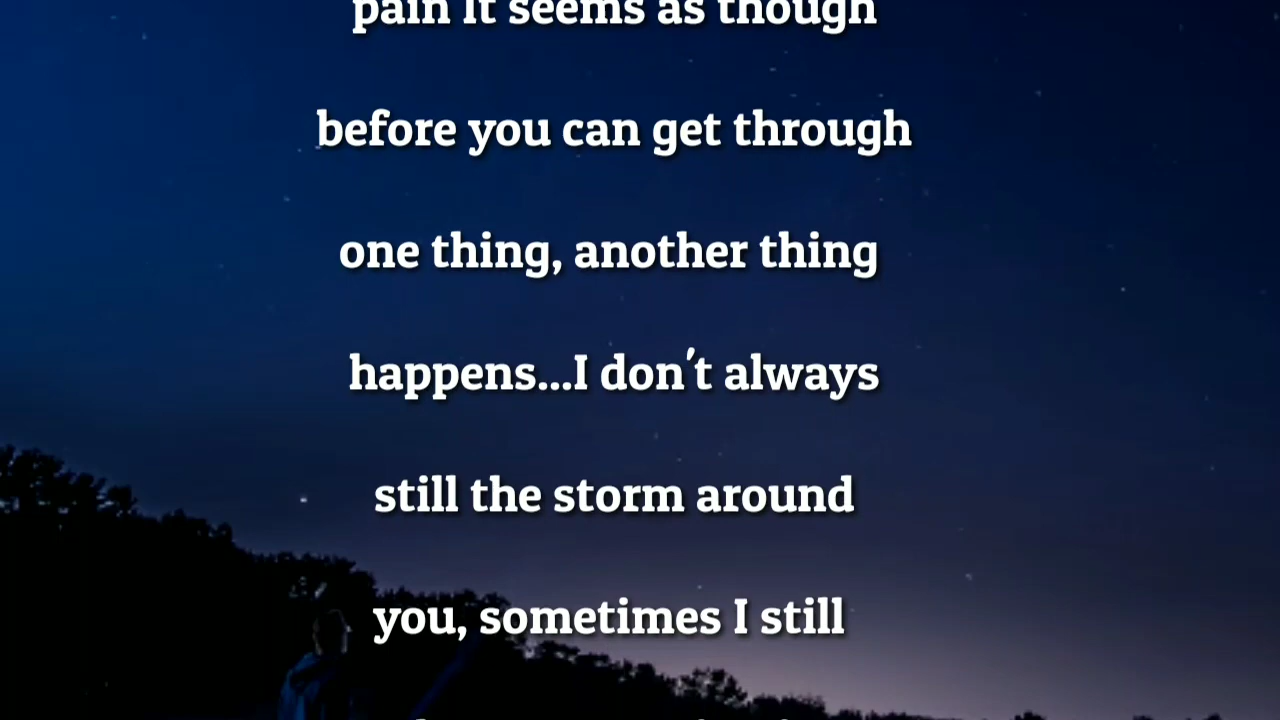 pain It seems as though
before you can get through
one thing, another thing
happens...I don't always
still the storm around
you, sometimes I still